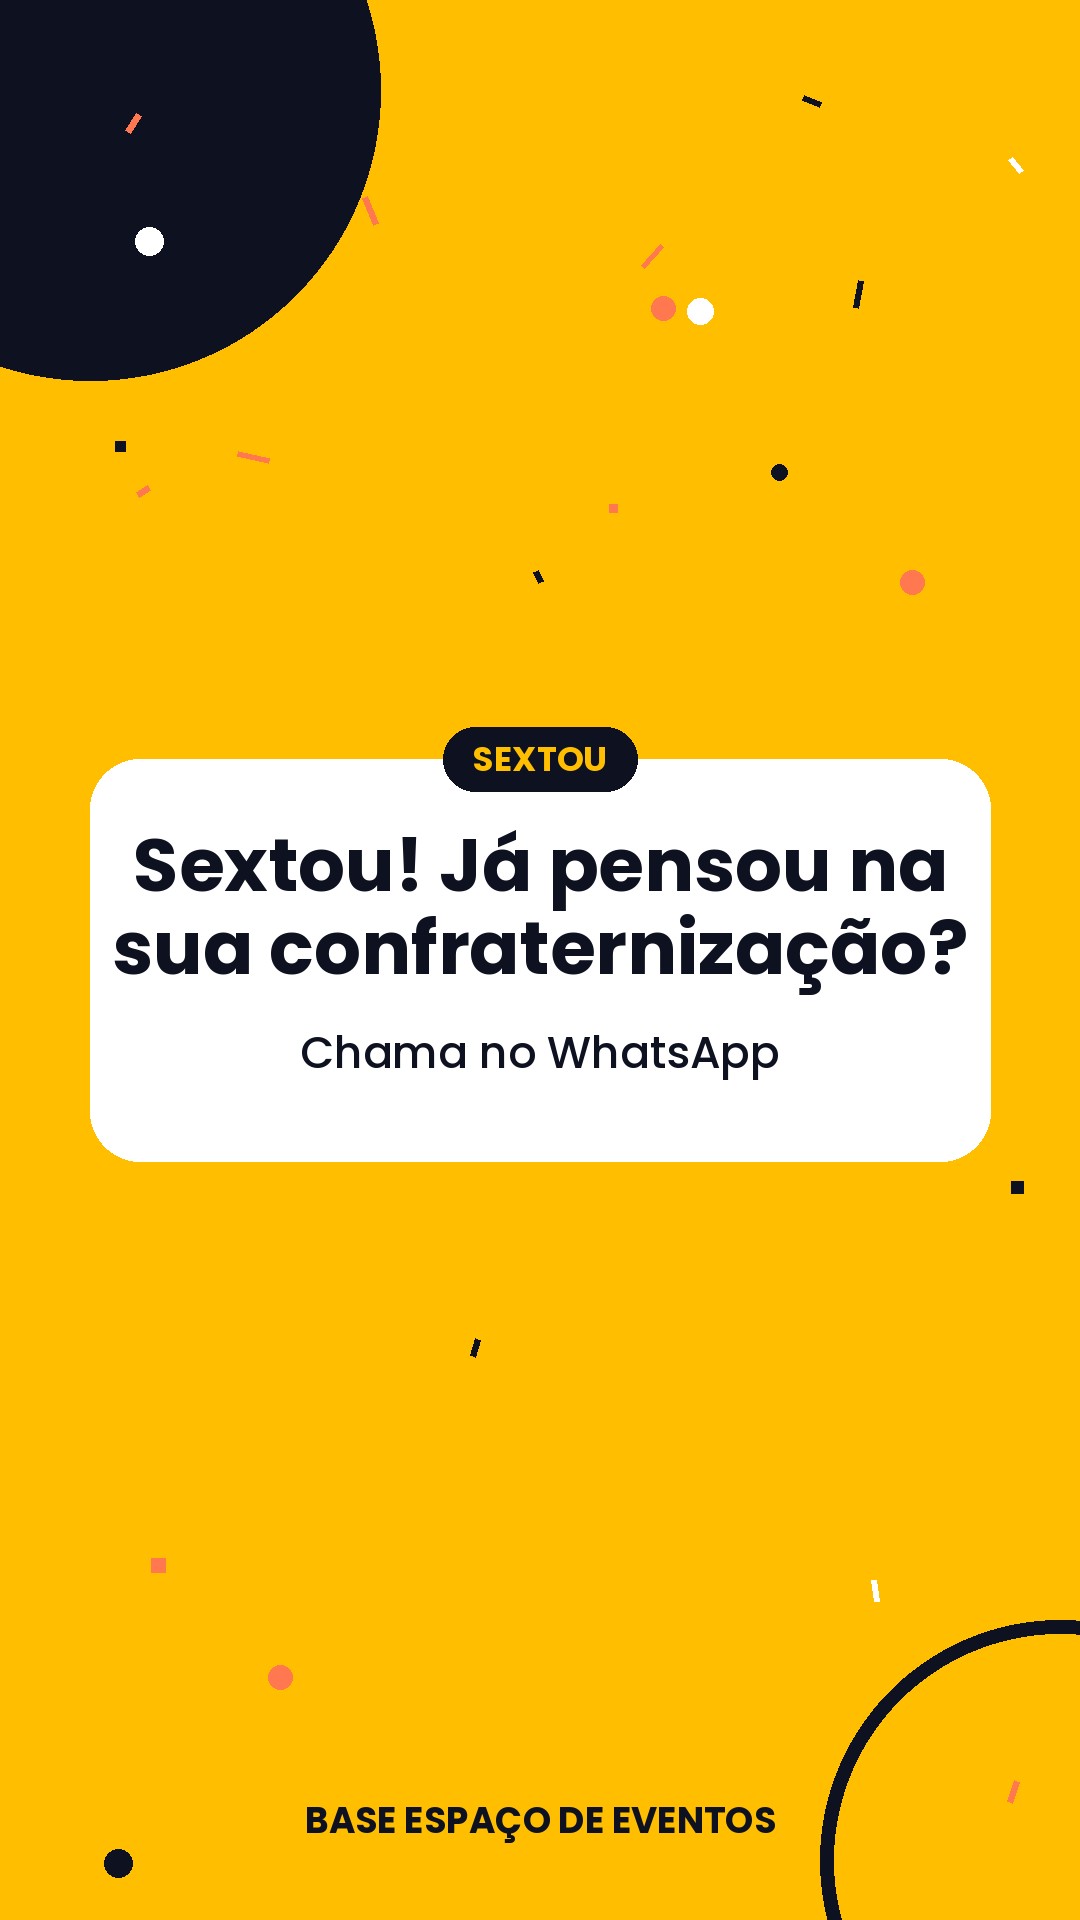 SEXTOU
Sextou! Já pensou na
sua confraternização?
Chama no WhatsApp
BASE ESPAÇO DE EVENTOS